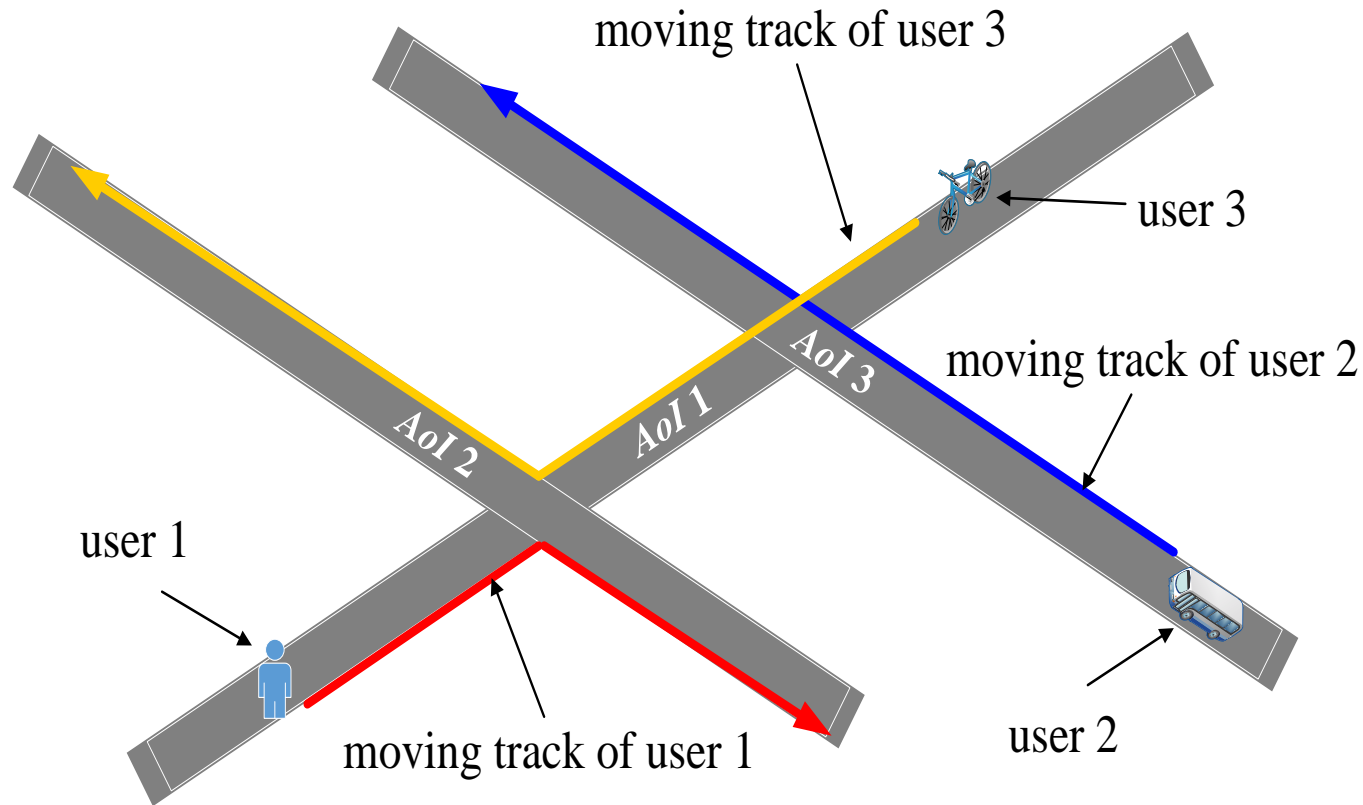 moving track of user 3
user 3
AoI 3
moving track of user 2
AoI 1
AoI 2
user 1
user 2
moving track of user 1